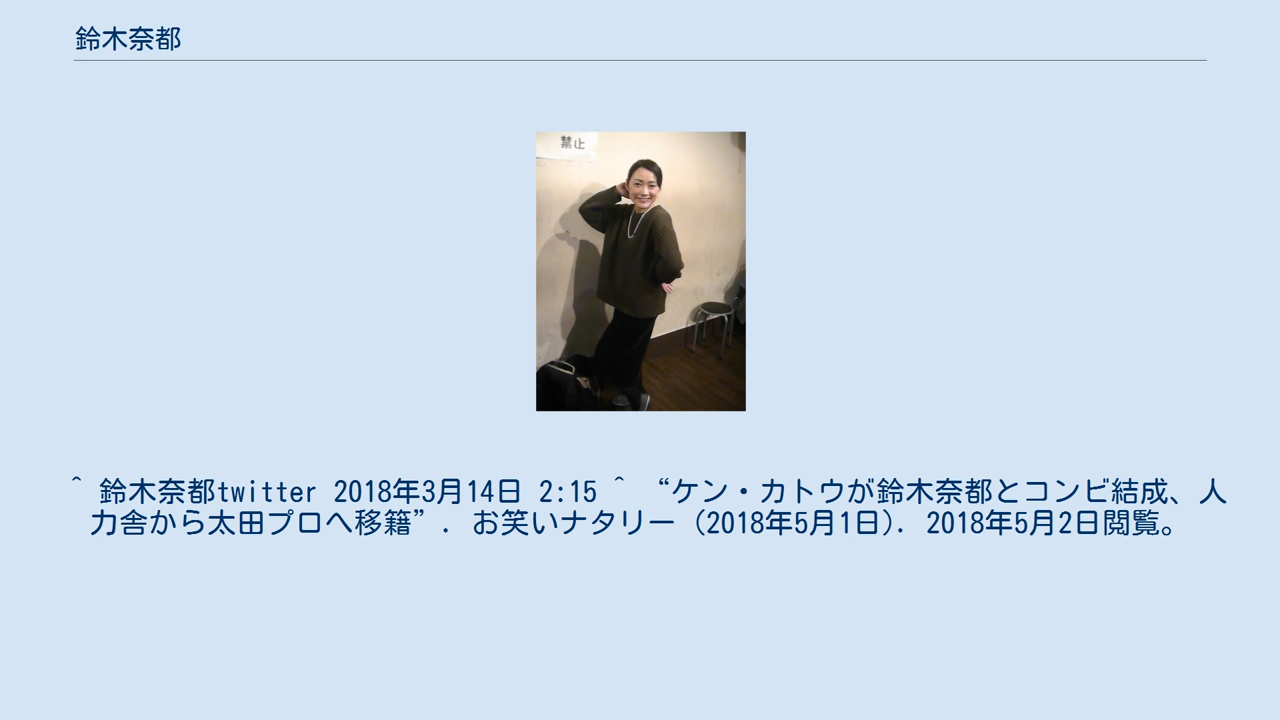 鈴木奈都
禁止
^ 鈴木奈都twitter 2018年3月14日 2:15 ^ “ケン・カトウが鈴木奈都とコンビ結成、人
力舎から太田プロへ移籍”. お笑いナタリー (2018年5月1日). 2018年5月2日閲覧。